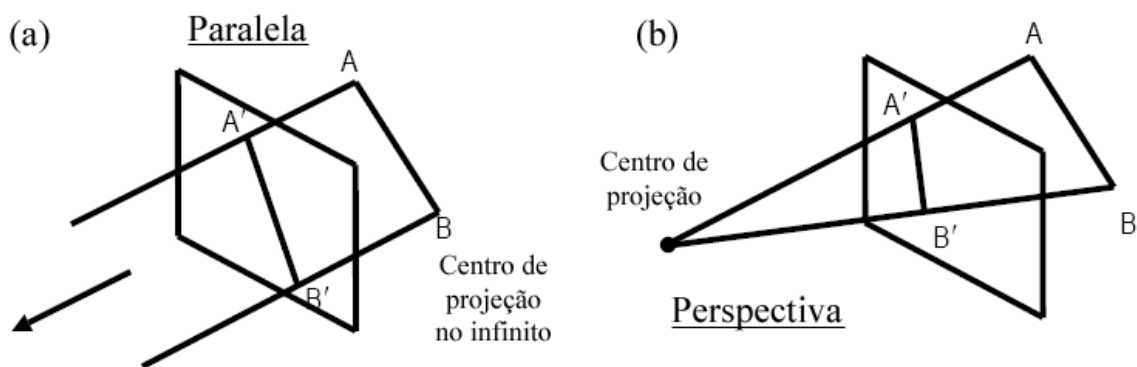 (a)
Paralela
A
A'
B
B'
Centro de
projeção
no infinito
(b)
A
A'
Centro de
projeção
B
B'
Perspectiva